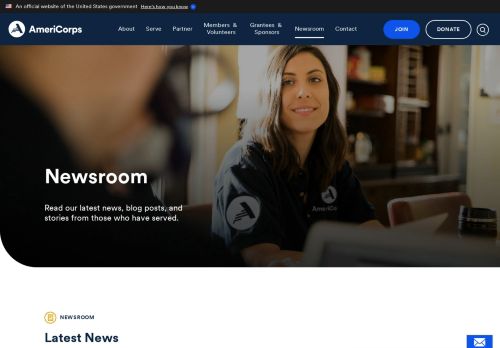 An official website of the United States government Here's how you know
AmeriCorps
About Serve Partner Members & Volunteers Grantees & Sponsors Newsroom Contact
JOIN
DONATE
AmeriCorps
Newsroom
Read our latest news, blog posts, and
stories from those who have served.
NEWSROOM
Latest News